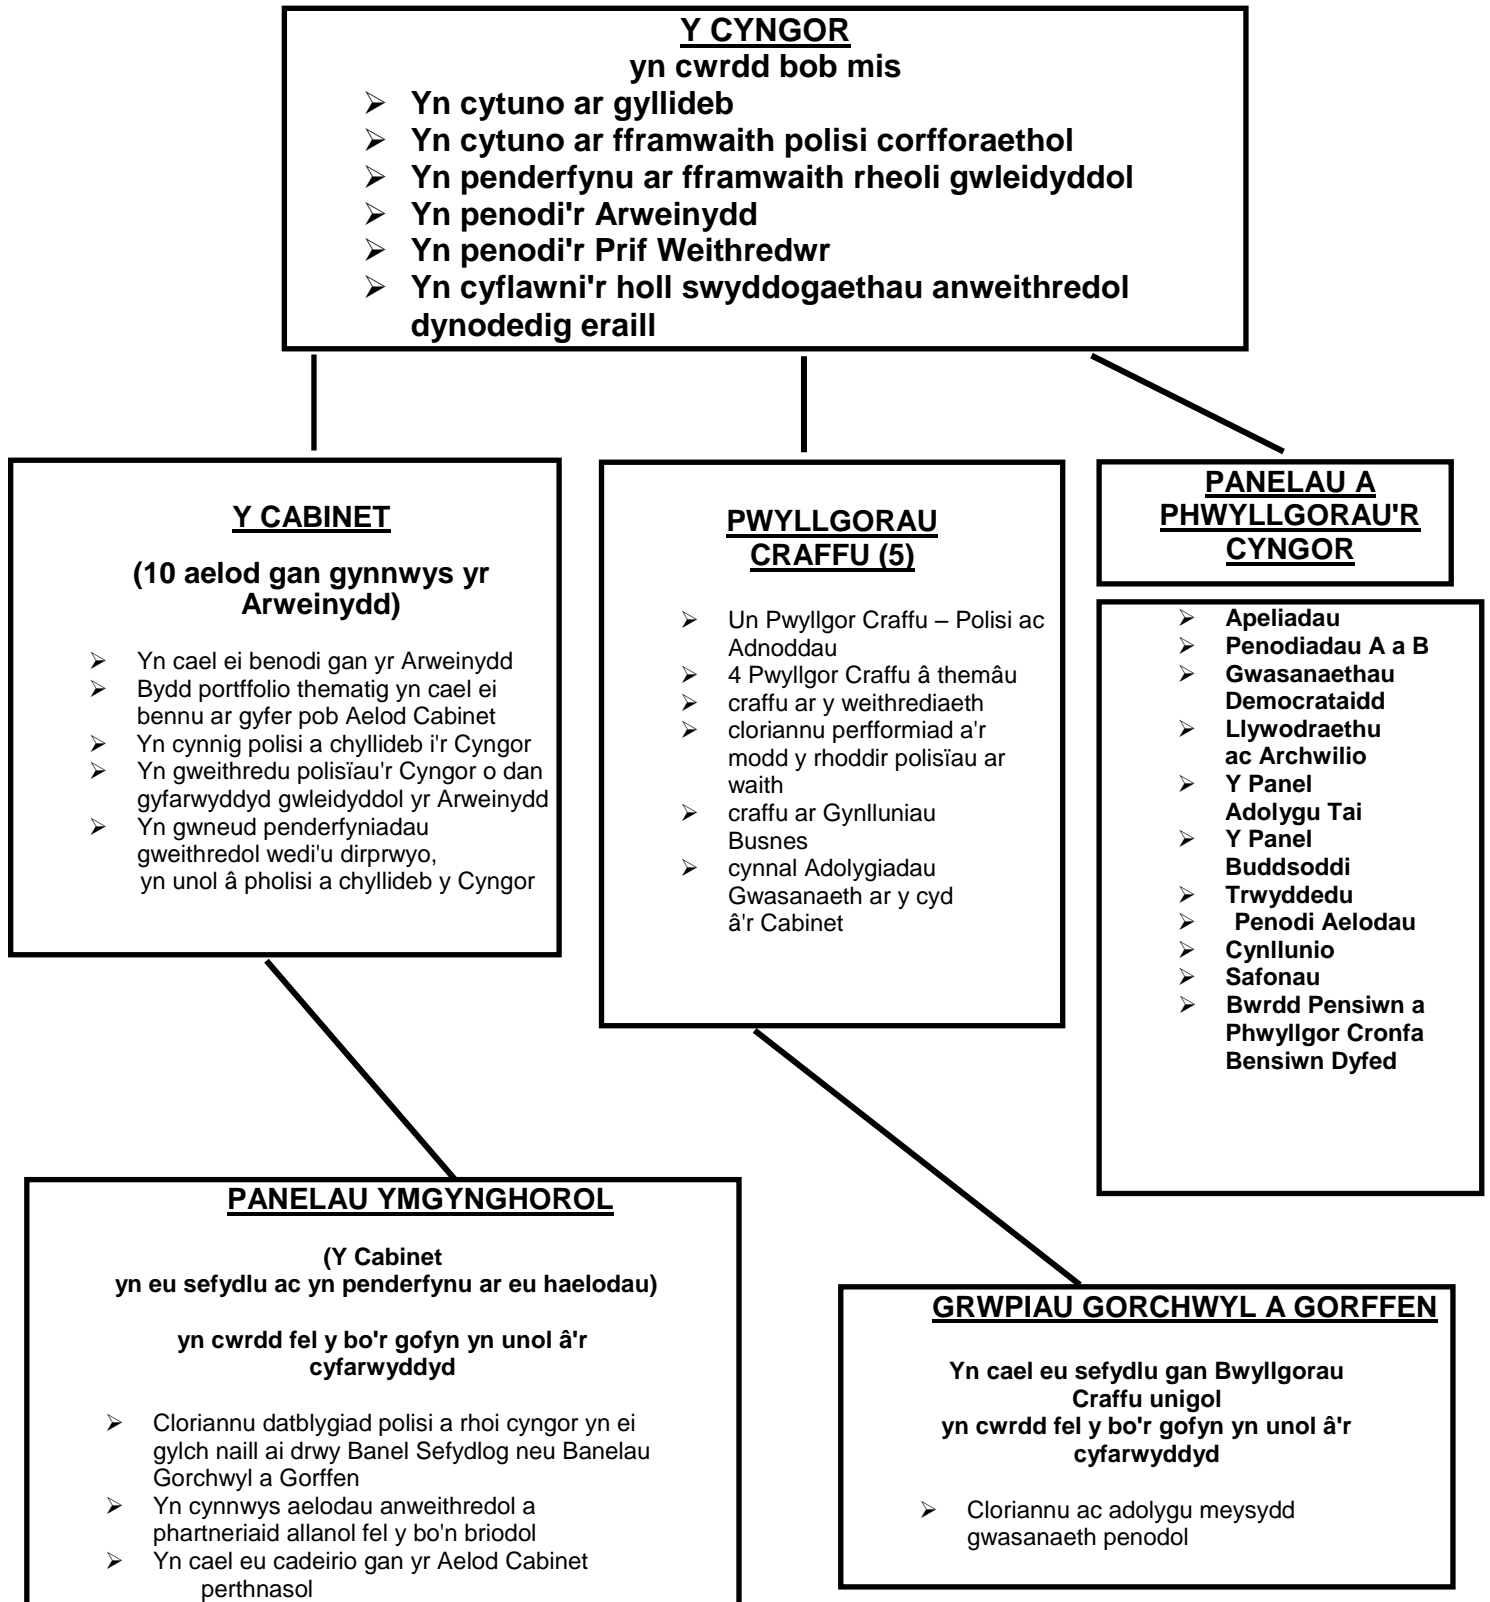 Y CYNGOR
yn cwrdd bob mis
➢ Yn cytuno ar gyllideb
➢ Yn cytuno ar fframwaith polisi corfforaethol
➢ Yn penderfynu ar fframwaith rheoli gwleidyddol
➢ Yn penodi'r Arweinydd
➢ Yn penodi'r Prif Weithredwr
➢ Yn cyflawni'r holl swyddogaethau anweithredol
dynodedig eraill
Y CABINET
(10 aelod gan gynnwys yr
Arweinydd)
➢ Yn cael ei benodi gan yr Arweinydd
➢ Bydd portffolio thematig yn cael ei
bennu ar gyfer pob Aelod Cabinet
➢ Yn cynnig polisi a chyllideb i'r Cyngor
➢ Yn gweithredu polisïau'r Cyngor o dan
gyfarwyddyd gwleidyddol yr Arweinydd
➢ Yn gwneud penderfyniadau
gweithredol wedi'u dirprwyo,
yn unol â pholisi a chyllideb y Cyngor
PWYLLGORAU
CRAFFU (5)
➢ Un Pwyllgor Craffu – Polisi ac
Adnoddau
➢ 4 Pwyllgor Craffu â themâu
➢ craffu ar y weithrediaeth
➢ cloriannu perfformiad a'r
modd y rhoddir polisïau ar
waith
➢ craffu ar Gynlluniau
Busnes
➢ cynnal Adolygiadau
Gwasanaeth ar y cyd
â'r Cabinet
PANELAU A
PHWYLLGORAU'R
CYNGOR
➢ Apeliadau
➢ Penodiadau A a B
➢ Gwasanaethau
Democrataidd
➢ Llywodraethu
ac Archwilio
➢ Y Panel
Adolygu Tai
➢ Y Panel
Buddsoddi
➢ Trwyddedu
➢ Penodi Aelodau
➢ Cynllunio
➢ Safonau
➢ Bwrdd Pensiwn a
Phwyllgor Cronfa
Bensiwn Dyfed
PANELAU YMGYNGHOROL
(Y Cabinet
yn eu sefydlu ac yn penderfynu ar eu haelodau)
yn cwrdd fel y bo'r gofyn yn unol â'r
cyfarwyddyd
➢ Cloriannu datblygiad polisi a rhoi cyngor yn ei
gylch naill ai drwy Banel Sefydlog neu Banelau
Gorchwyl a Gorffen
➢ Yn cynnwys aelodau anweithredol a
phartneriaid allanol fel y bo'n briodol
➢ Yn cael eu cadeirio gan yr Aelod Cabinet
perthnasol
GRWPIAU GORCHWYL A GORFFEN
Yn cael eu sefydlu gan Bwyllgorau
Craffu unigol
yn cwrdd fel y bo'r gofyn yn unol â'r
cyfarwyddyd
➢ Cloriannu ac adolygu meysydd
gwasanaeth penodol